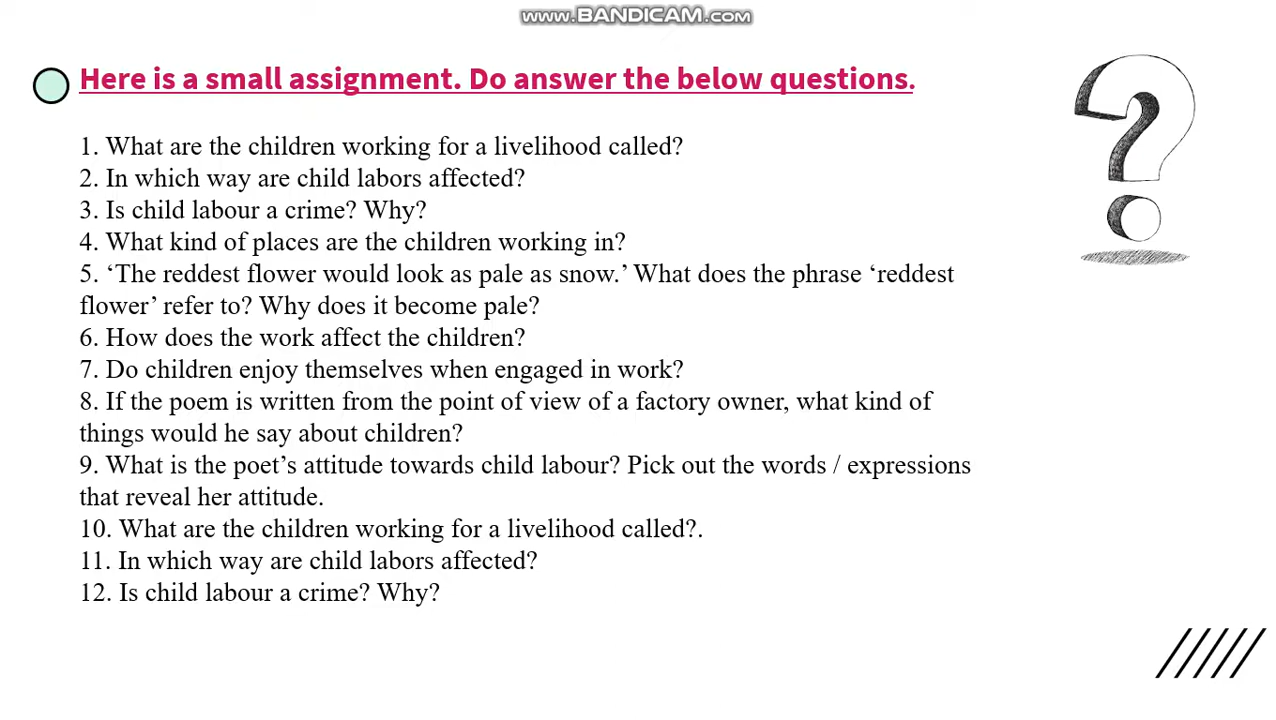 www.BANDICAM.com
Here is a small assignment. Do answer the below questions.
1. What are the children working for a livelihood called?
2. In which way are child labors affected?
3. Is child labour a crime? Why?
4. What kind of places are the children working in?
5. ‘The reddest flower would look as pale as snow.’ What does the phrase ‘reddest
flower’ refer to? Why does it become pale?
6. How does the work affect the children?
7. Do children enjoy themselves when engaged in work?
8. If the poem is written from the point of view of a factory owner, what kind of
things would he say about children?
9. What is the poet’s attitude towards child labour? Pick out the words / expressions
that reveal her attitude.
10. What are the children working for a livelihood called?.
11. In which way are child labors affected?
12. Is child labour a crime? Why?